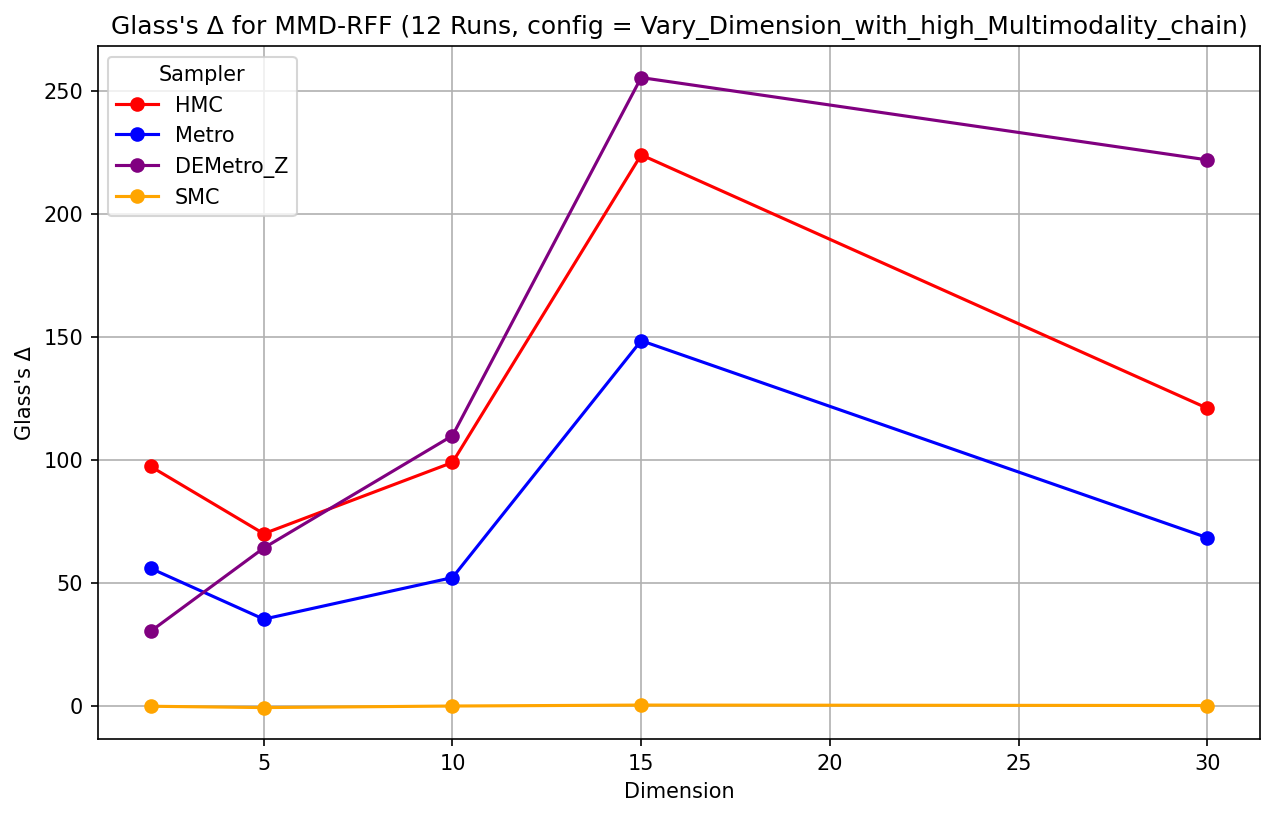 Glass's Δ for MMD-RFF (12 Runs, config = Vary_Dimension_with_high_Multimodality_chain)
Sampler
HMC
Metro
DEMetro_Z
SMC
Glass's Δ
250
200
150
100
50
0
5 10 15 20 25 30
Dimension